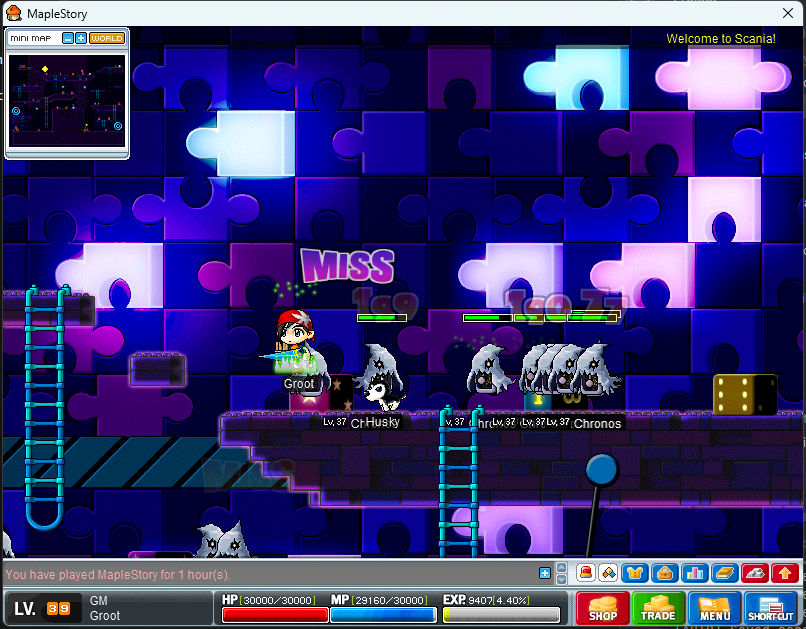 MapleStory
MINI MAP
WORLD
Welcome to Scania!
MISS
Groot
Lv. 37
Husky
Lv. 37
Lv. 37
Lv. 37
Chronos
You have played MapleStory for 1 hour(s).
LV. 39
GM
Groot
HP [30000/30000]
MP [29160/30000]
EXP. 9407 [4.40%]
SHOP
TRADE
MENU
SHORT CUT